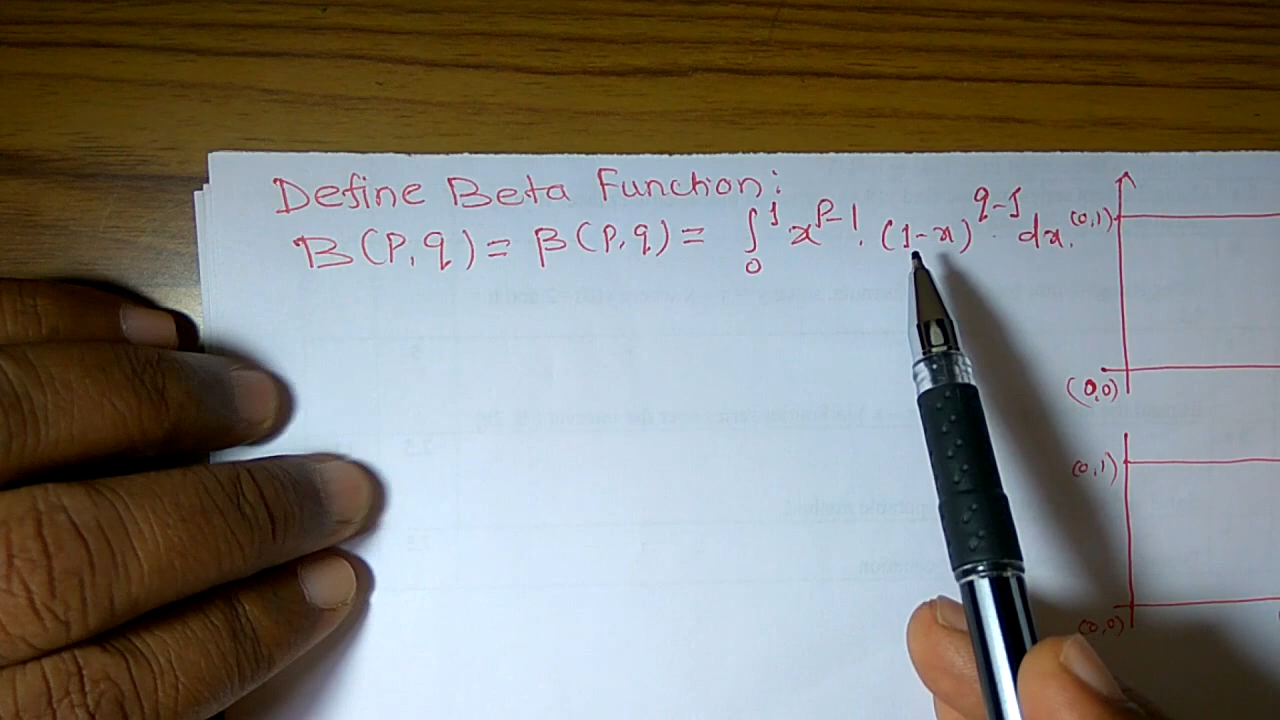 Define Beta Function:
B(P,q) = β(P,q) = ∫₀¹ x^(P-1) · (1-x)^(q-1) · dx.
(0,1)
(0,0)
(0,1)
(0,0)